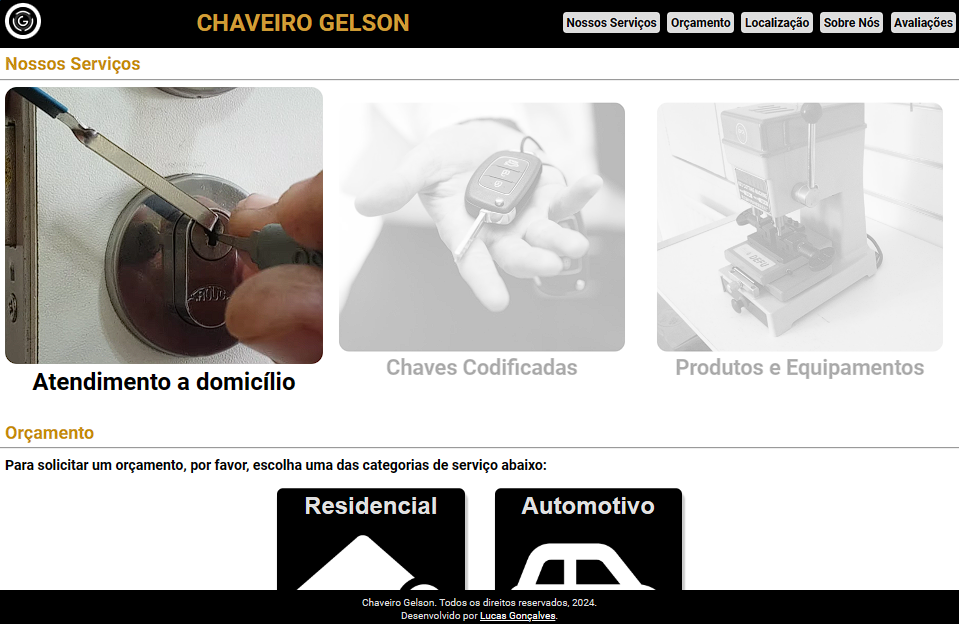 CHAVEIRO GELSON
Nossos Serviços
Orçamento
Localização
Sobre Nós
Avaliações
Nossos Serviços
Atendimento a domicílio
Chaves Codificadas
Produtos e Equipamentos
Orçamento
Para solicitar um orçamento, por favor, escolha uma das categorias de serviço abaixo:
Residencial
Automotivo
Chaveiro Gelson. Todos os direitos reservados, 2024.
Desenvolvido por Lucas Gonçalves.